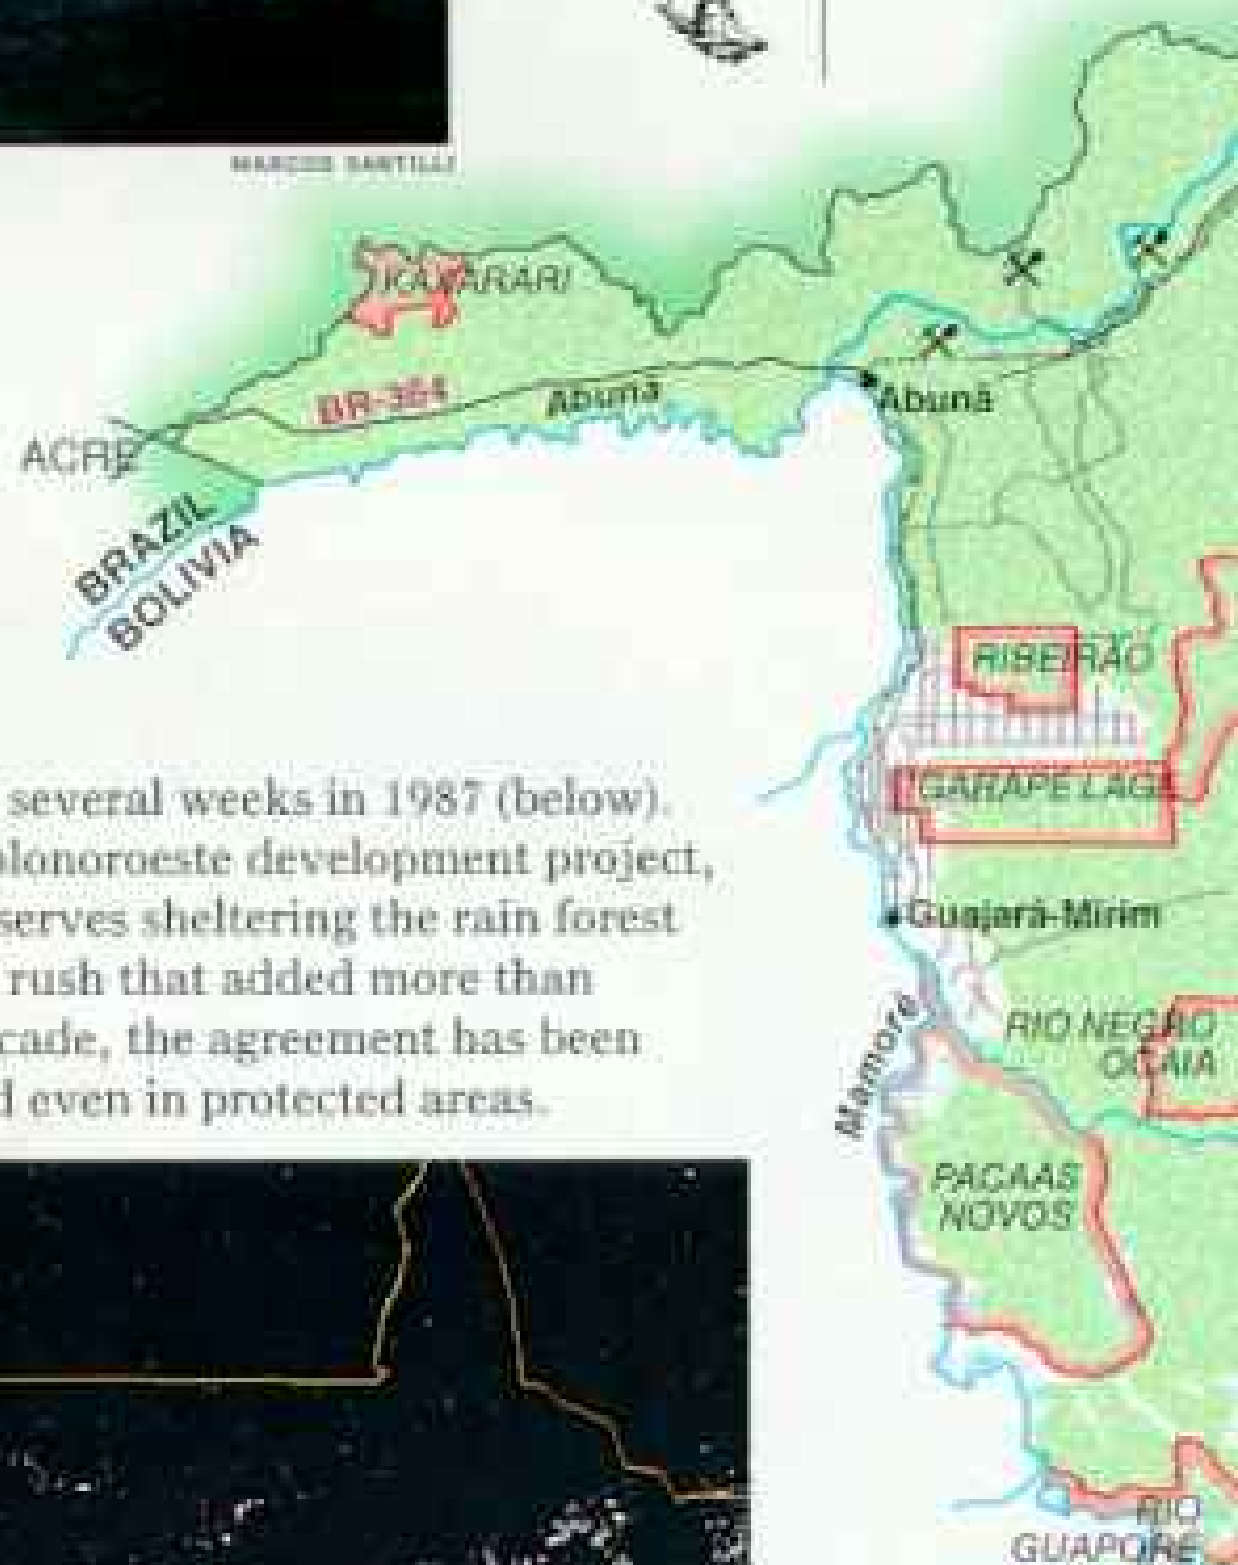 MARCOS SANTILLI
KAXARARI
BR-364
Abunã
Abunã
ACRE
BRAZIL
BOLIVIA
RIBEIRÃO
several weeks in 1987 (below).
lonoroeste development project,
serves sheltering the rain forest
rush that added more than
cade, the agreement has been
d even in protected areas.
IGARAPÉ LAGE
Guajará-Mirim
Mamoré
RIO NEGRO
OCAIA
PACAAS
NOVOS
RIO
GUAPORÉ